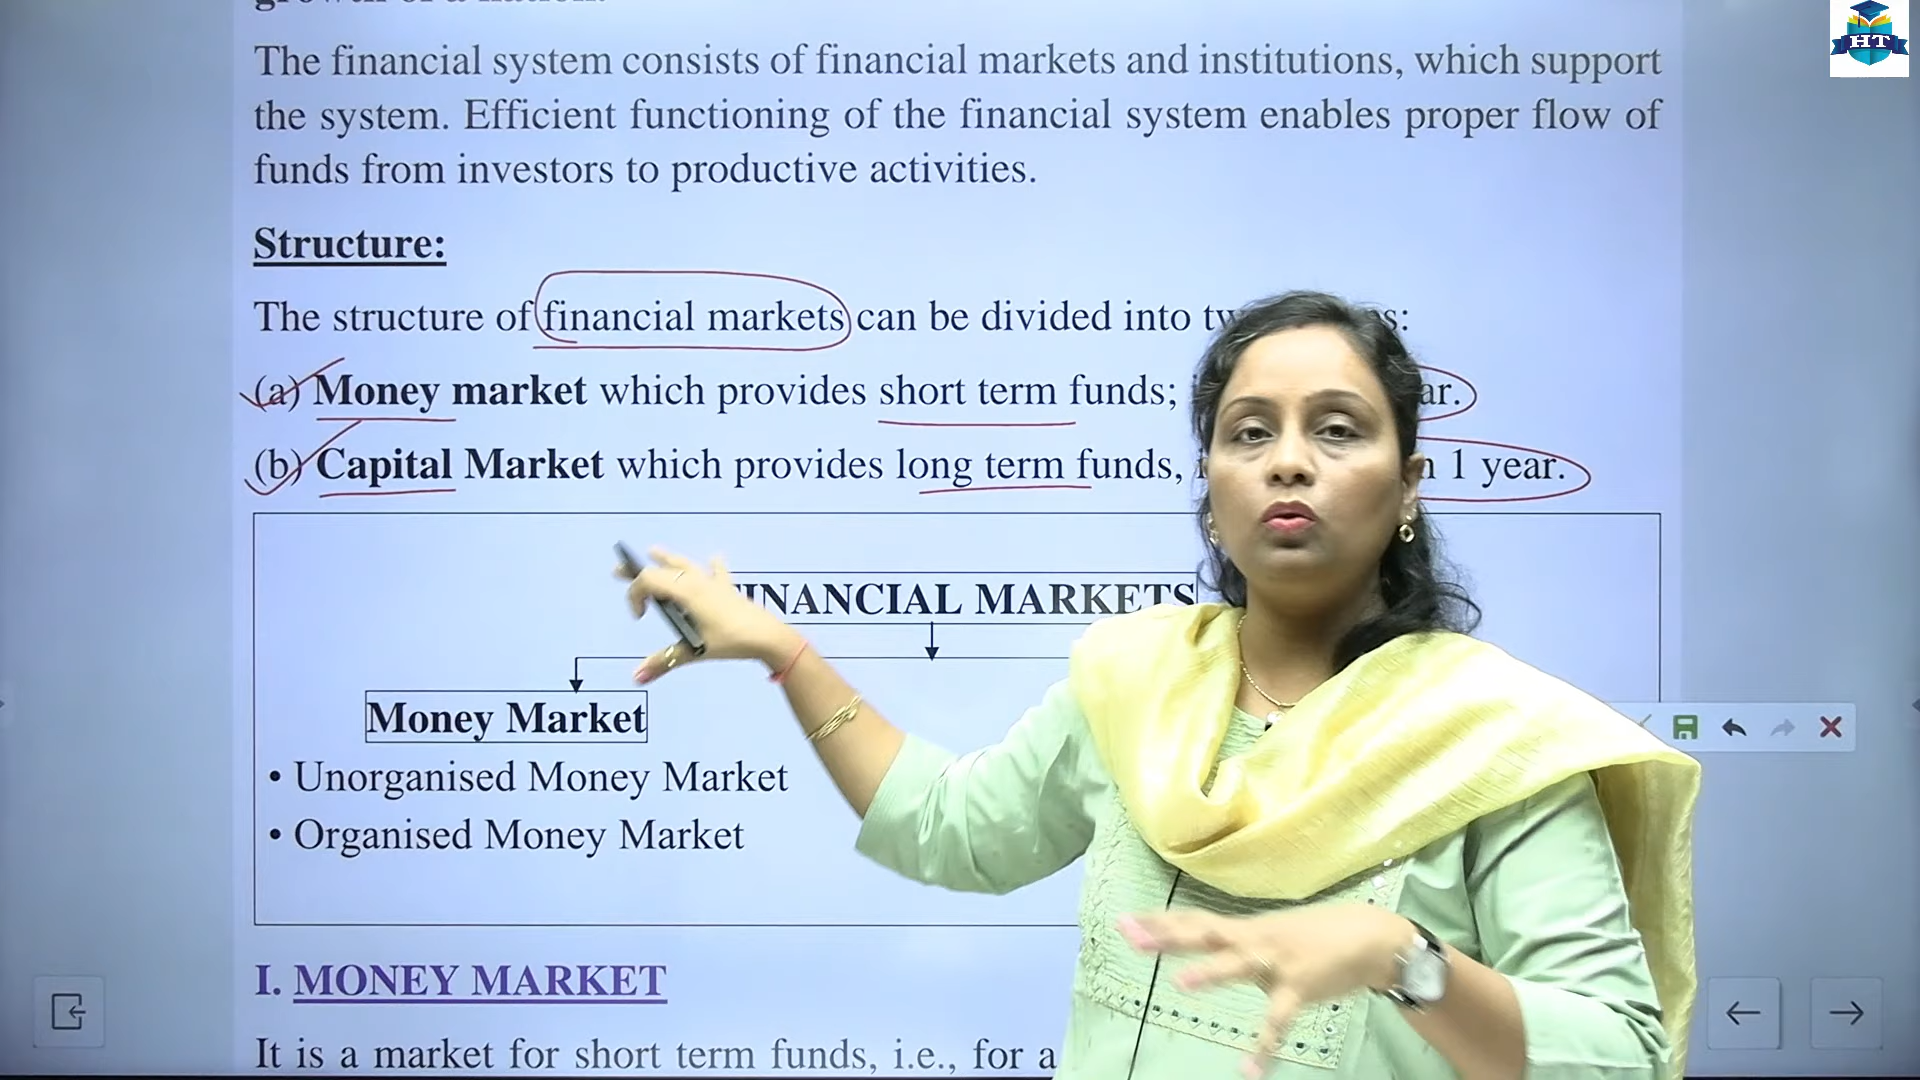 HT
The financial system consists of financial markets and institutions, which support
the system. Efficient functioning of the financial system enables proper flow of
funds from investors to productive activities.
Structure:
The structure of financial markets can be divided into
(a) Money market which provides short term funds;
(b) Capital Market which provides long term funds, 1 year.
FINANCIAL MARKETS
Money Market
• Unorganised Money Market
• Organised Money Market
I. MONEY MARKET
It is a market for short term funds, i.e., for a